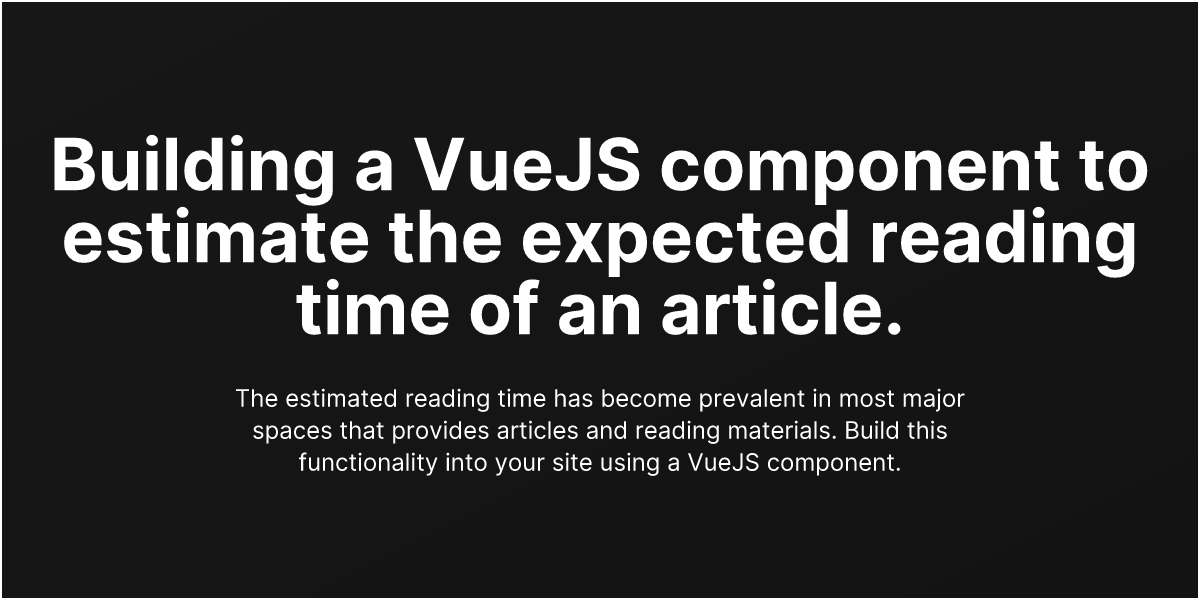 Building a VueJS component to
estimate the expected reading
time of an article.
The estimated reading time has become prevalent in most major
spaces that provides articles and reading materials. Build this
functionality into your site using a VueJS component.